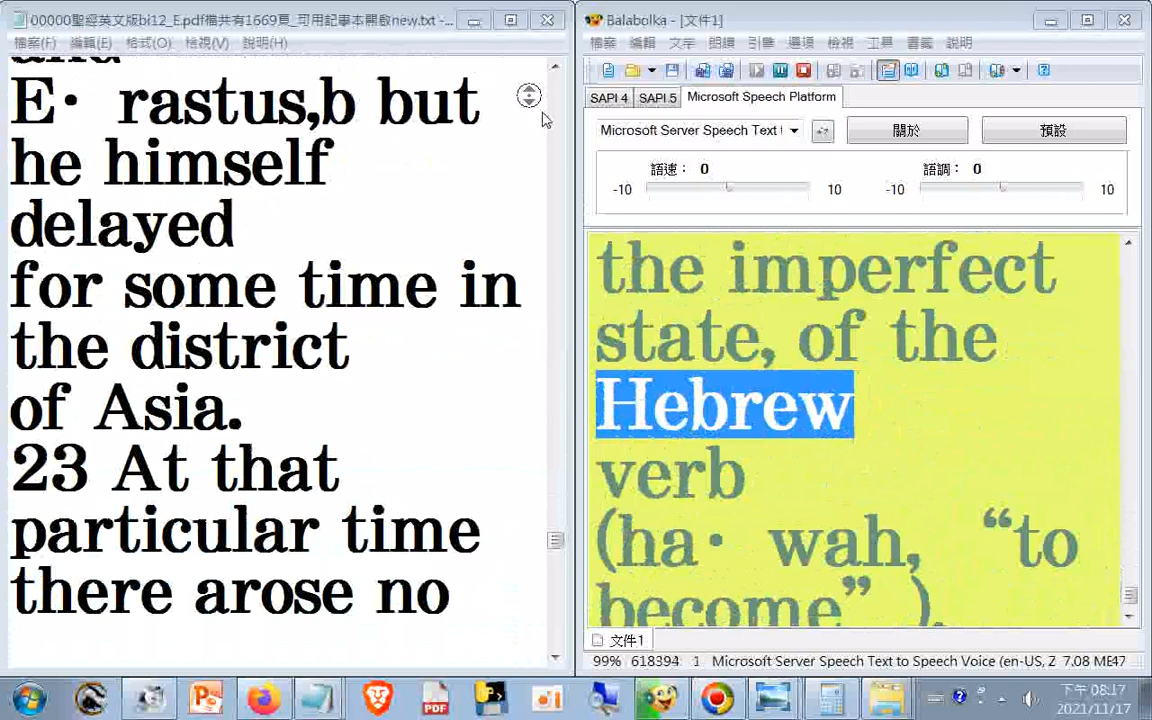 00000聖經英文版bi12_E.pdf檔共有1669頁_可用記事本開啟new.txt -...
檔案(F) 編輯(E) 格式(O) 檢視(V) 說明(H)
and
E· rastus,b but
he himself
delayed
for some time in
the district
of Asia.
23 At that
particular time
there arose no
Balabolka - [文件1]
檔案 編輯 文字 朗讀 引擎 選項 檢視 工具 書籤 說明
SAPI 4 SAPI 5 Microsoft Speech Platform
Microsoft Server Speech Text t
關於
預設
語速： 0
-10 10
語調： 0
-10 10
the imperfect
state, of the
Hebrew
verb
(ha· wah, “to
become” ).
文件1
99% 618394 1 Microsoft Server Speech Text to Speech Voice (en-US, Z 7.08 ME47
PDF
下午 08:17
2021/11/17